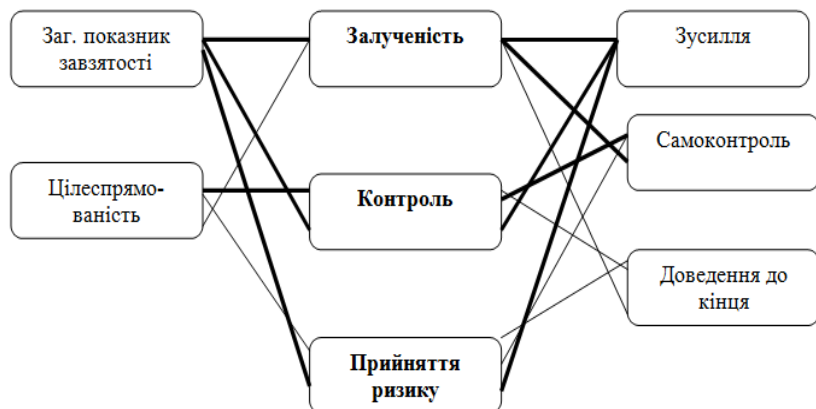 Заг. показник
завзятості
Залученість
Зусилля
Самоконтроль
Цілеспрямо-
ваність
Контроль
Доведення до
кінця
Прийняття
ризику